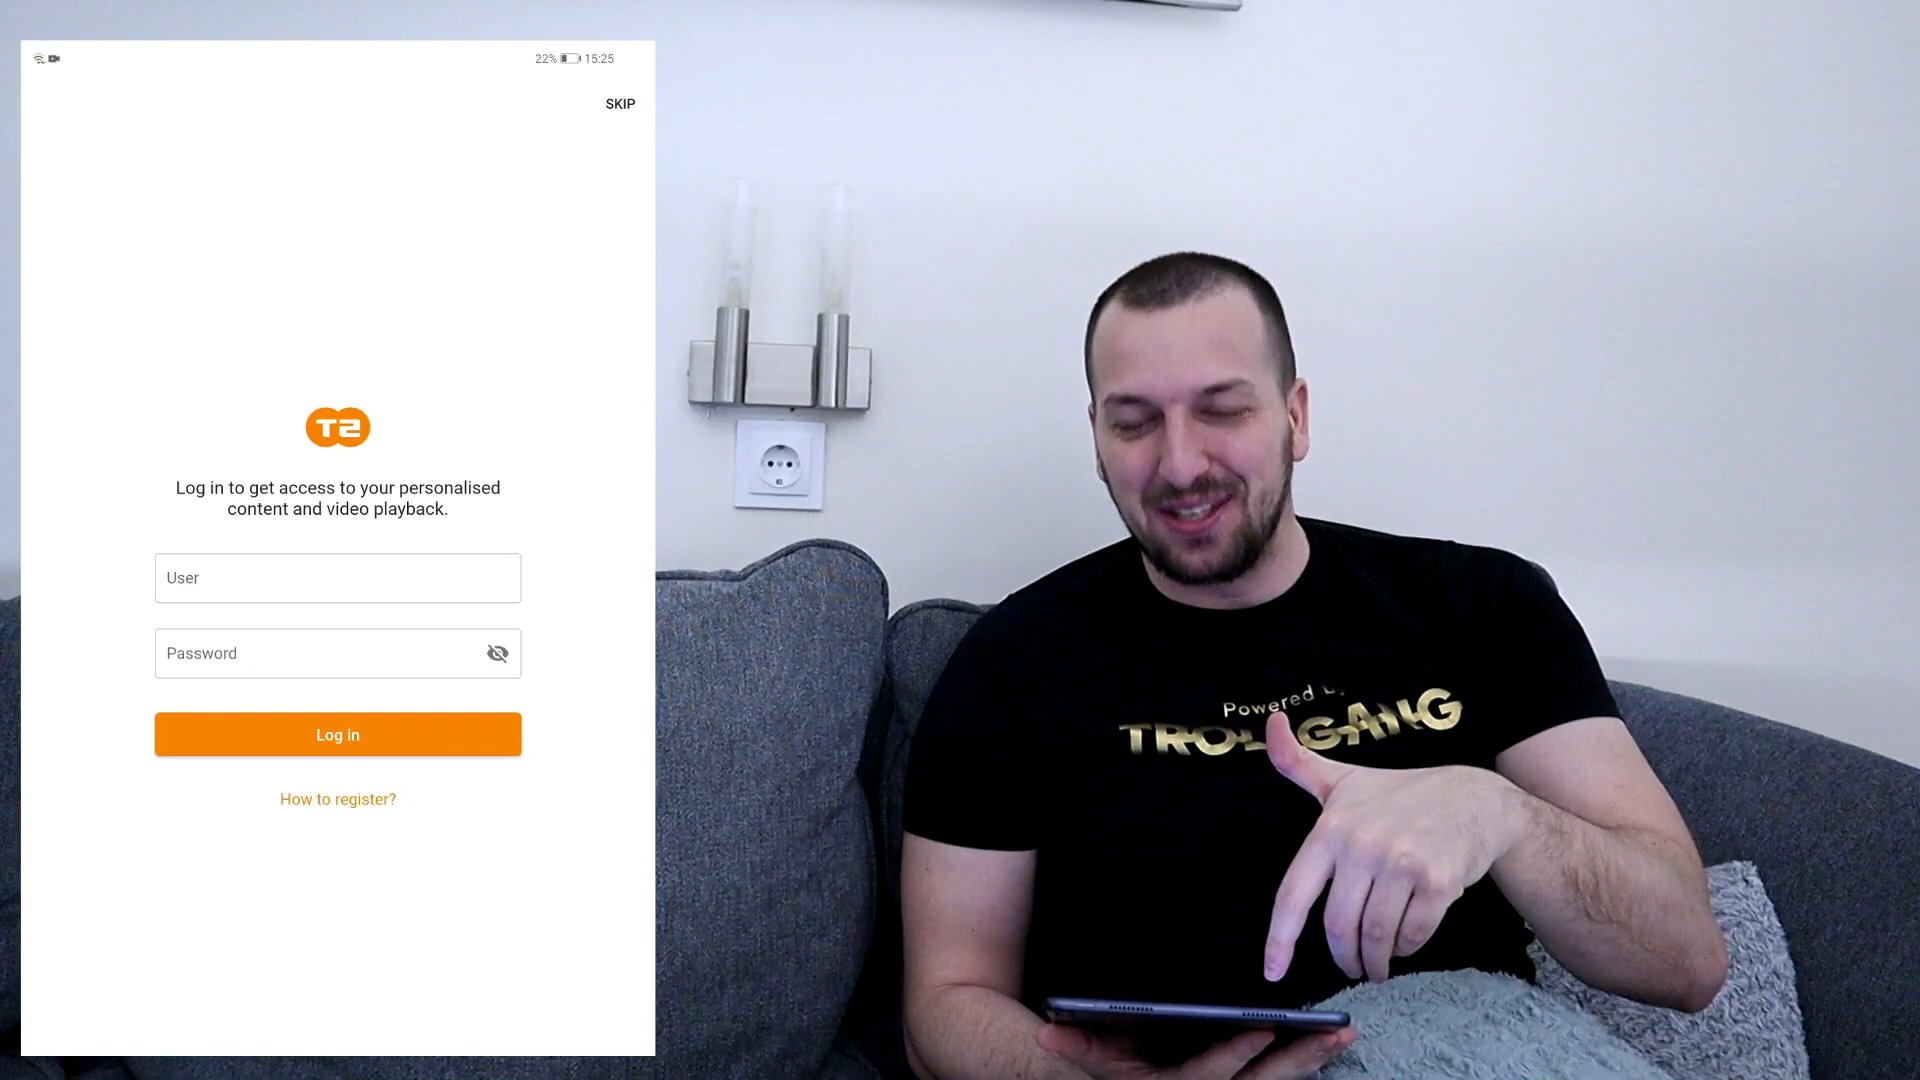 22% 15:25
SKIP
T2
Log in to get access to your personalised
content and video playback.
User
Password
Log in
How to register?
Powered
GANG